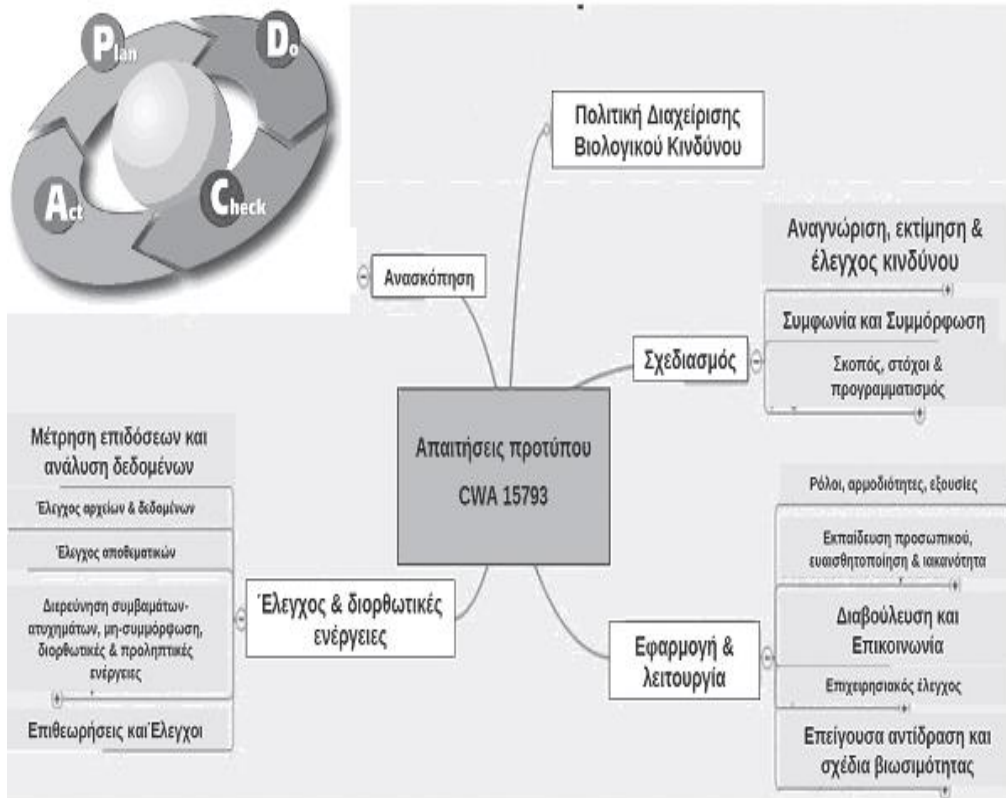 Plan
Do
Act
Check
Πολιτική Διαχείρισης
Βιολογικού Κινδύνου
Ανασκόπηση
Αναγνώριση, εκτίμηση &
έλεγχος κινδύνου
Σχεδιασμός
Συμφωνία και Συμμόρφωση
Σκοπός, στόχοι &
προγραμματισμός
Απαιτήσεις προτύπου
CWA 15793
Μέτρηση επιδόσεων και
ανάλυση δεδομένων
Έλεγχος αρχείων & δεδομένων
Έλεγχος αποθεματικών
Διερεύνηση συμβαμάτων-
ατυχημάτων, μη-συμμόρφωση,
διορθωτικές & προληπτικές
ενέργειες
Επιθεωρήσεις και Έλεγχοι
Έλεγχος & διορθωτικές
ενέργειες
Εφαρμογή &
λειτουργία
Ρόλοι, αρμοδιότητες, εξουσίες
Εκπαίδευση προσωπικού,
ευαισθητοποίηση & ιακανότητα
Διαβούλευση και
Επικοινωνία
Επιχειρησιακός έλεγχος
Επείγουσα αντίδραση και
σχέδια βιωσιμότητας